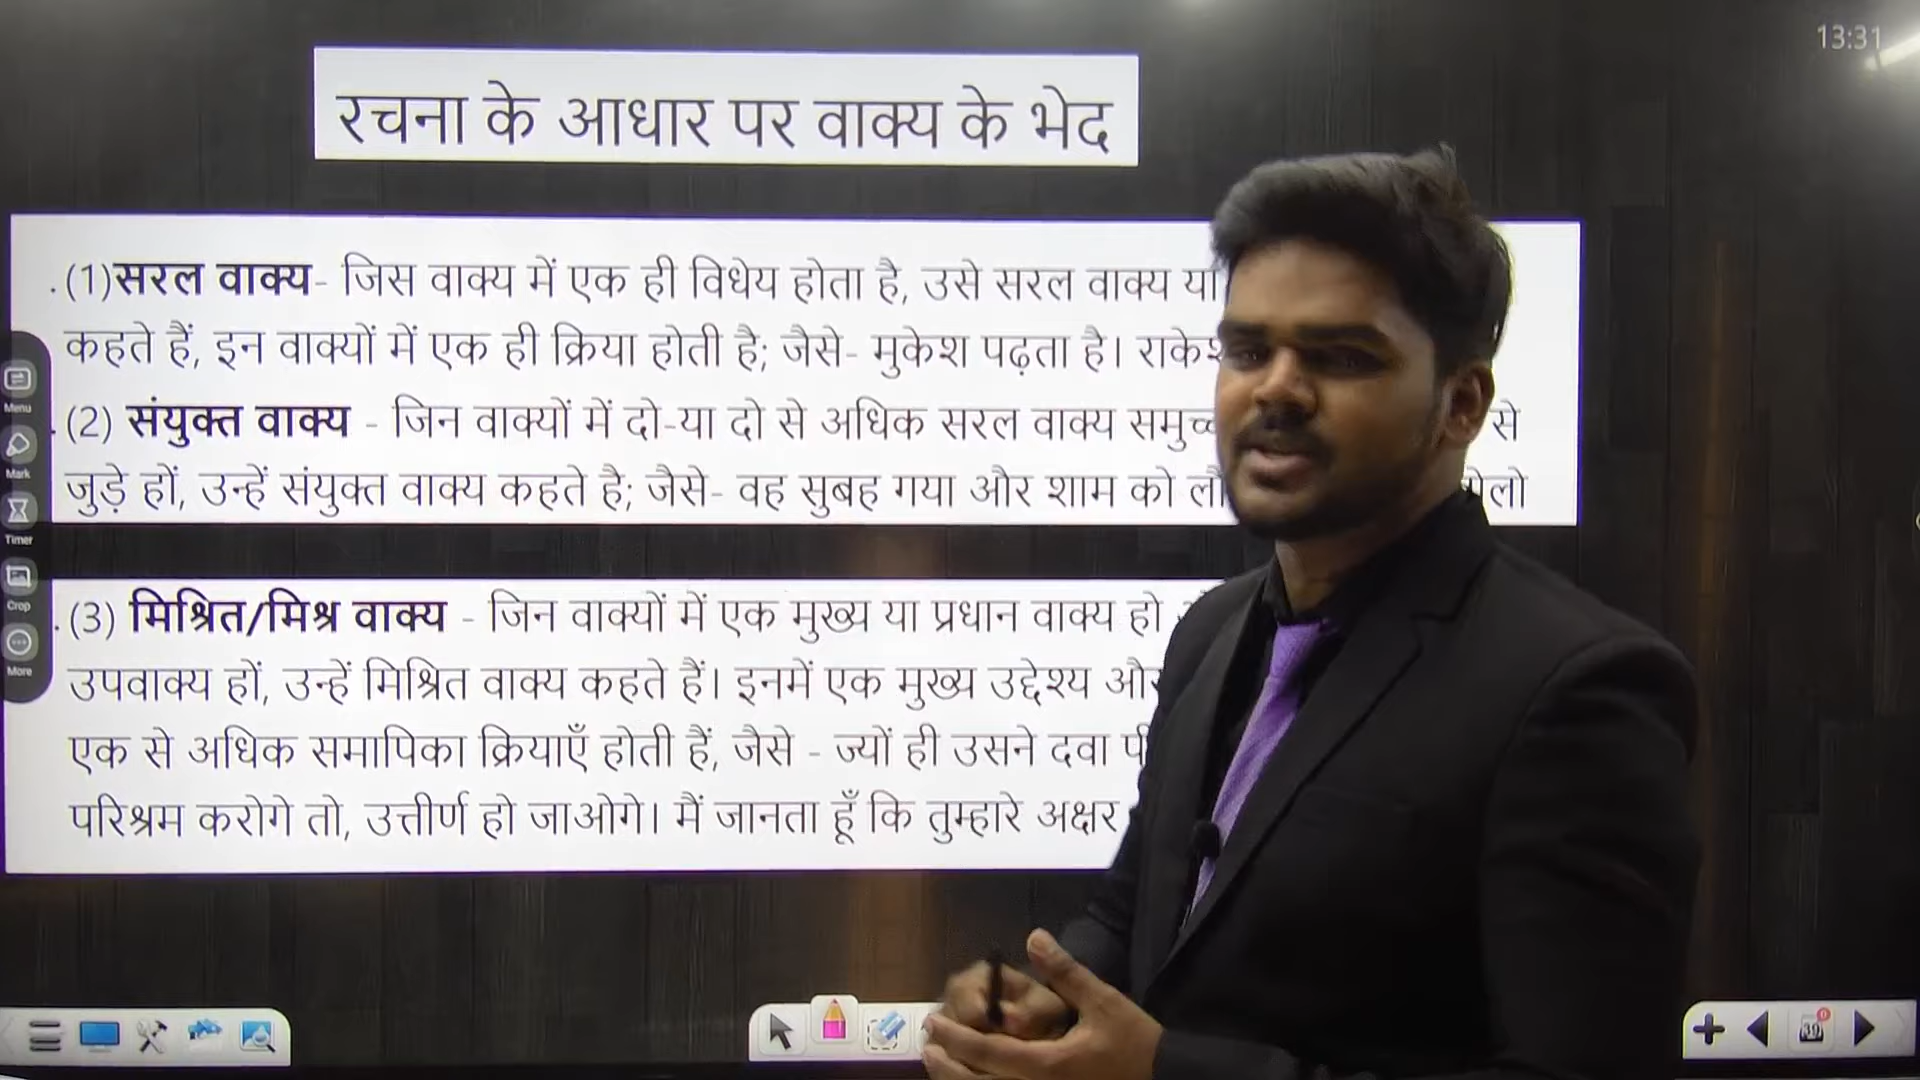 13:31
रचना के आधार पर वाक्य के भेद
. (1)सरल वाक्य- जिस वाक्य में एक ही विधेय होता है, उसे सरल वाक्य या
कहते हैं, इन वाक्यों में एक ही क्रिया होती है; जैसे- मुकेश पढ़ता है।
. (2) संयुक्त वाक्य - जिन वाक्यों में दो-या दो से अधिक सरल वाक्य से
जुड़े हों, उन्हें संयुक्त वाक्य कहते है; जैसे- वह सुबह गया और शाम को
. (3) मिश्रित/मिश्र वाक्य - जिन वाक्यों में एक मुख्य या प्रधान वाक्य हो
उपवाक्य हों, उन्हें मिश्रित वाक्य कहते हैं। इनमें एक मुख्य उद्देश्य
एक से अधिक समापिका क्रियाएँ होती हैं, जैसे - ज्यों ही उसने दवा
परिश्रम करोगे तो, उत्तीर्ण हो जाओगे। मैं जानता हूँ कि तुम्हारे अक्षर
Menu
Mark
Timer
Crop
More
39